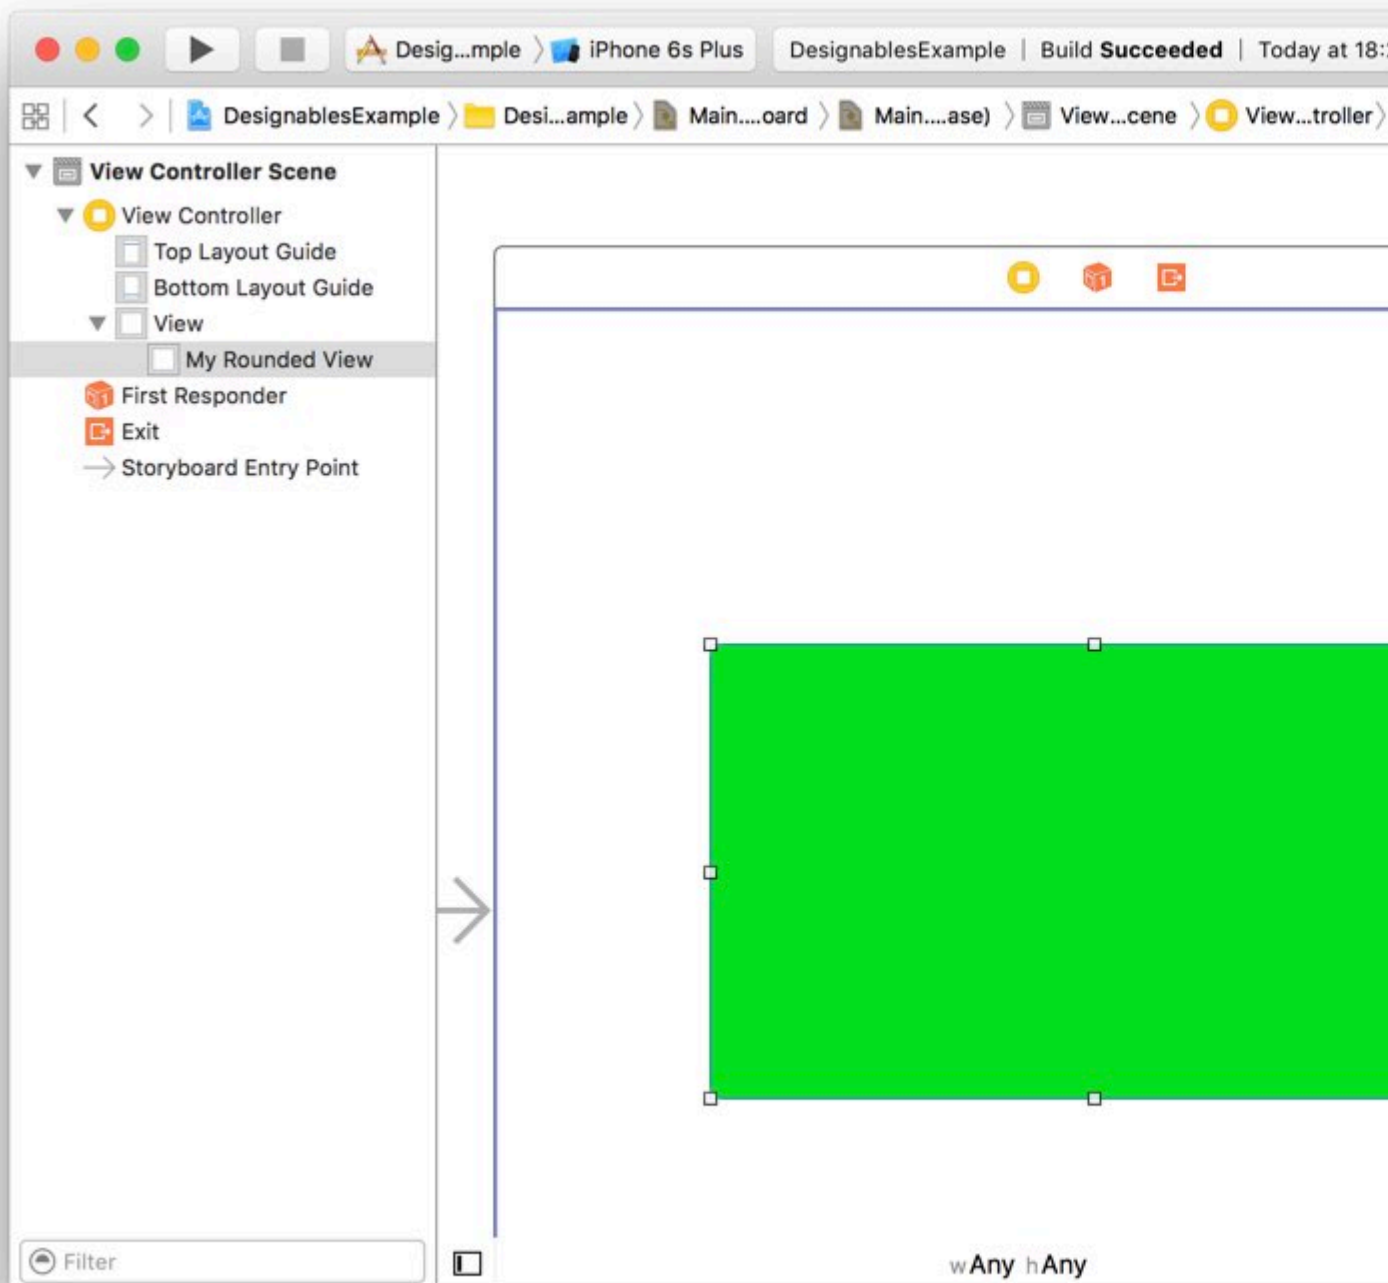 Desig...mple 〉 iPhone 6s Plus DesignablesExample | Build Succeeded | Today at 18:
DesignablesExample 〉 Desi...ample 〉 Main....oard 〉 Main....ase) 〉 View...cene 〉 View...troller 〉
View Controller Scene
View Controller
Top Layout Guide
Bottom Layout Guide
View
My Rounded View
First Responder
Exit
Storyboard Entry Point
Filter
wAny hAny